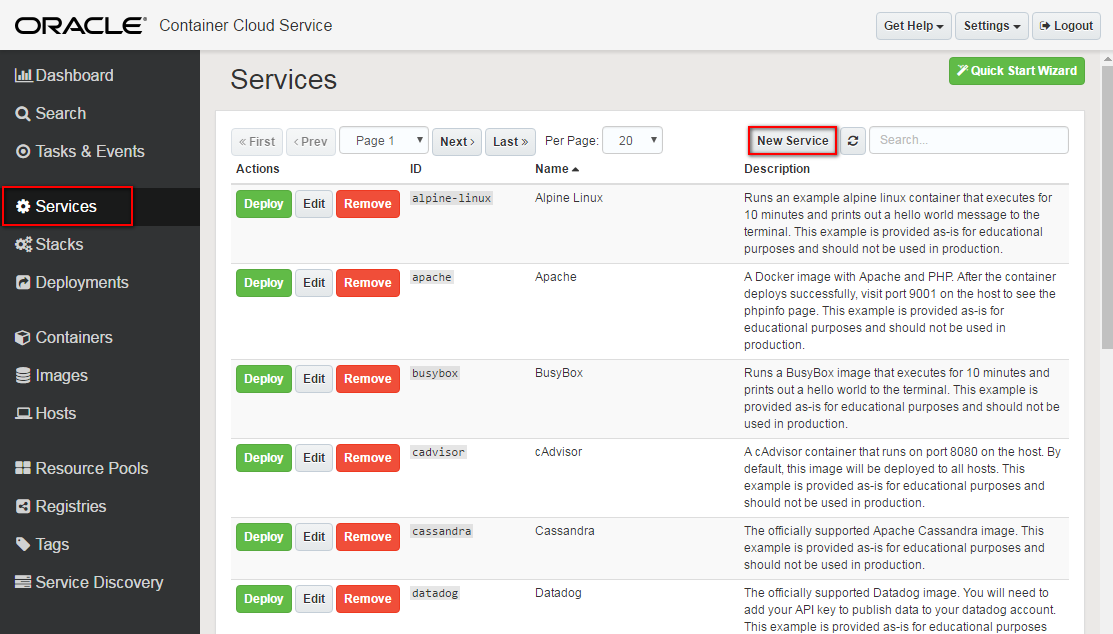 ORACLE® Container Cloud Service
Get Help
Settings
Logout
Dashboard
Search
Tasks & Events
Services
Stacks
Deployments
Containers
Images
Hosts
Resource Pools
Registries
Tags
Service Discovery
Services
Quick Start Wizard
« First
‹ Prev
Page 1
Next ›
Last »
Per Page:
20
New Service
Search...
Actions ID Name Description
Deploy Edit Remove alpine-linux Alpine Linux Runs an example alpine linux container that executes for
10 minutes and prints out a hello world message to the
terminal. This example is provided as-is for educational
purposes and should not be used in production.
Deploy Edit Remove apache Apache A Docker image with Apache and PHP. After the container
deploys successfully, visit port 9001 on the host to see the
phpinfo page. This example is provided as-is for
educational purposes and should not be used in
production.
Deploy Edit Remove busybox BusyBox Runs a BusyBox image that executes for 10 minutes and
prints out a hello world to the terminal. This example is
provided as-is for educational purposes and should not be
used in production.
Deploy Edit Remove cadvisor cAdvisor A cAdvisor container that runs on port 8080 on the host. By
default, this image will be deployed to all hosts. This
example is provided as-is for educational purposes and
should not be used in production.
Deploy Edit Remove cassandra Cassandra The officially supported Apache Cassandra image. This
example is provided as-is for educational purposes and
should not be used in production.
Deploy Edit Remove datadog Datadog The officially supported Datadog image. You will need to
add your API key to publish data to your datadog account.
This example is provided as-is for educational purposes